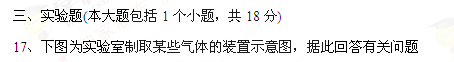 三、实验题(本大题包括 1 个小题，共 18 分)
17、下图为实验室制取某些气体的装置示意图，据此回答有关问题